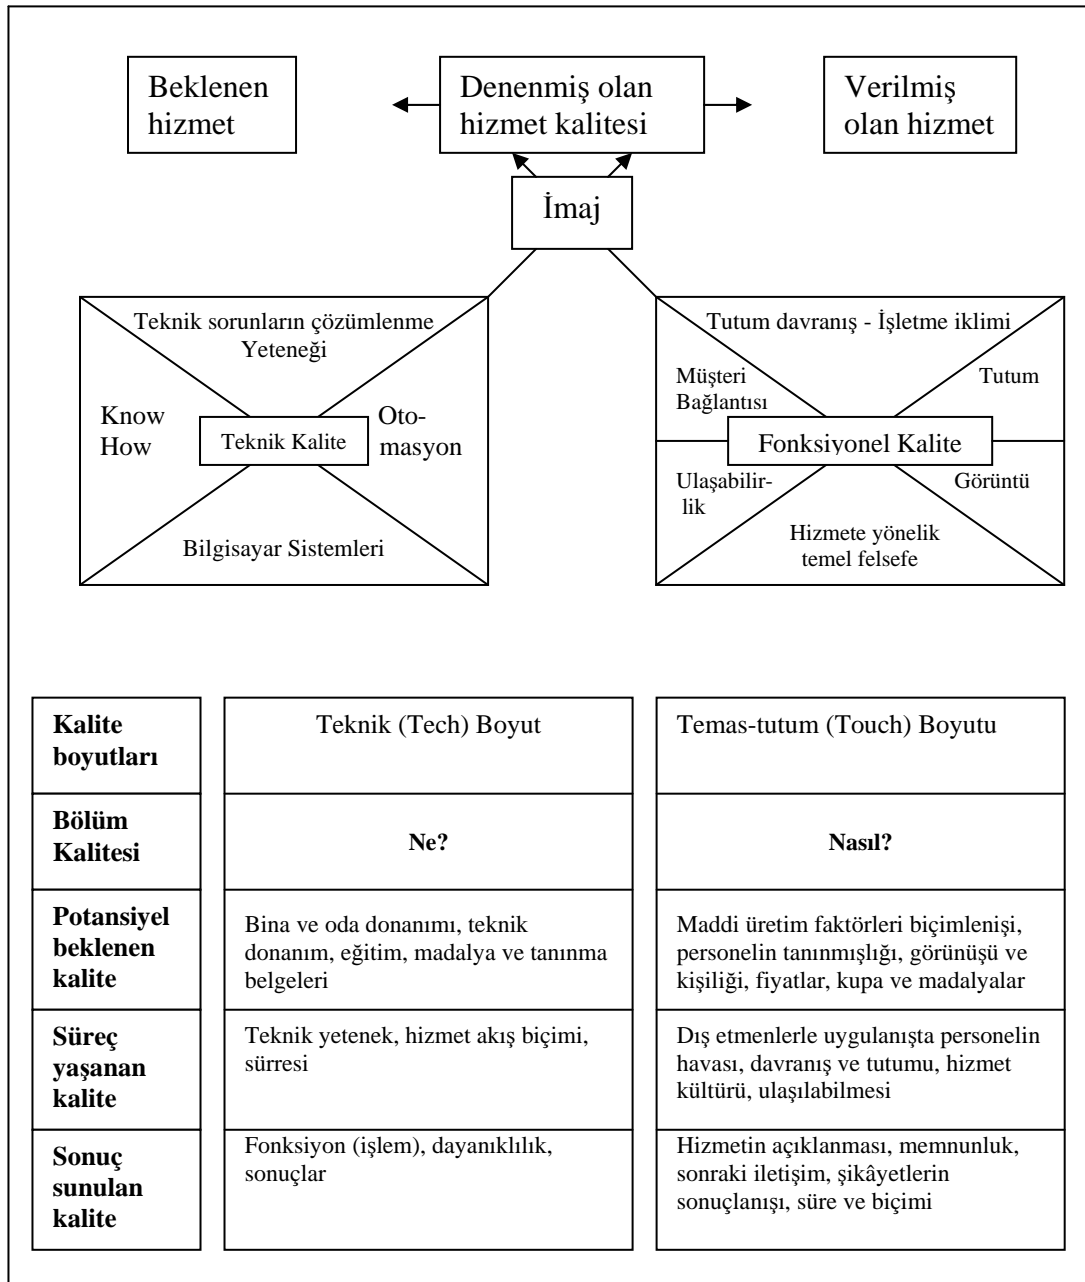 Beklenen
hizmet
Denenmiş olan
hizmet kalitesi
Verilmiş
olan hizmet
İmaj
Teknik sorunların çözümlenme
Yeteneği
Know
How
Teknik Kalite
Oto-
masyon
Bilgisayar Sistemleri
Tutum davranış - İşletme iklimi
Müşteri
Bağlantısı
Tutum
Fonksiyonel Kalite
Ulaşabilir-
lik
Görüntü
Hizmete yönelik
temel felsefe
Kalite
boyutları
Teknik (Tech) Boyut
Temas-tutum (Touch) Boyutu
Bölüm
Kalitesi
Ne?
Nasıl?
Potansiyel
beklenen
kalite
Bina ve oda donanımı, teknik
donanım, eğitim, madalya ve tanınma
belgeleri
Maddi üretim faktörleri biçimlenişi,
personelin tanınmışlığı, görünüşü ve
kişiliği, fiyatlar, kupa ve madalyalar
Süreç
yaşanan
kalite
Teknik yetenek, hizmet akış biçimi,
sürresi
Dış etmenlerle uygulanışta personelin
havası, davranış ve tutumu, hizmet
kültürü, ulaşılabilmesi
Sonuç
sunulan
kalite
Fonksiyon (işlem), dayanıklılık,
sonuçlar
Hizmetin açıklanması, memnunluk,
sonraki iletişim, şikâyetlerin
sonuçlanışı, süre ve biçimi